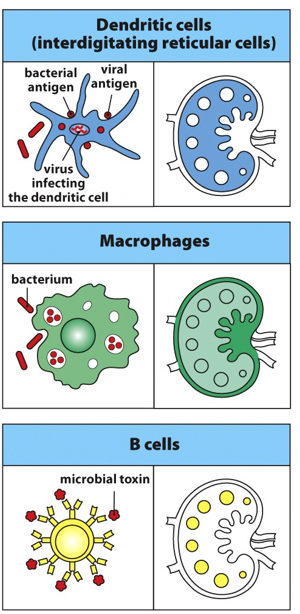 Dendritic cells
(interdigitating reticular cells)
bacterial
antigen
viral
antigen
virus
infecting
the dendritic cell
Macrophages
bacterium
B cells
microbial toxin